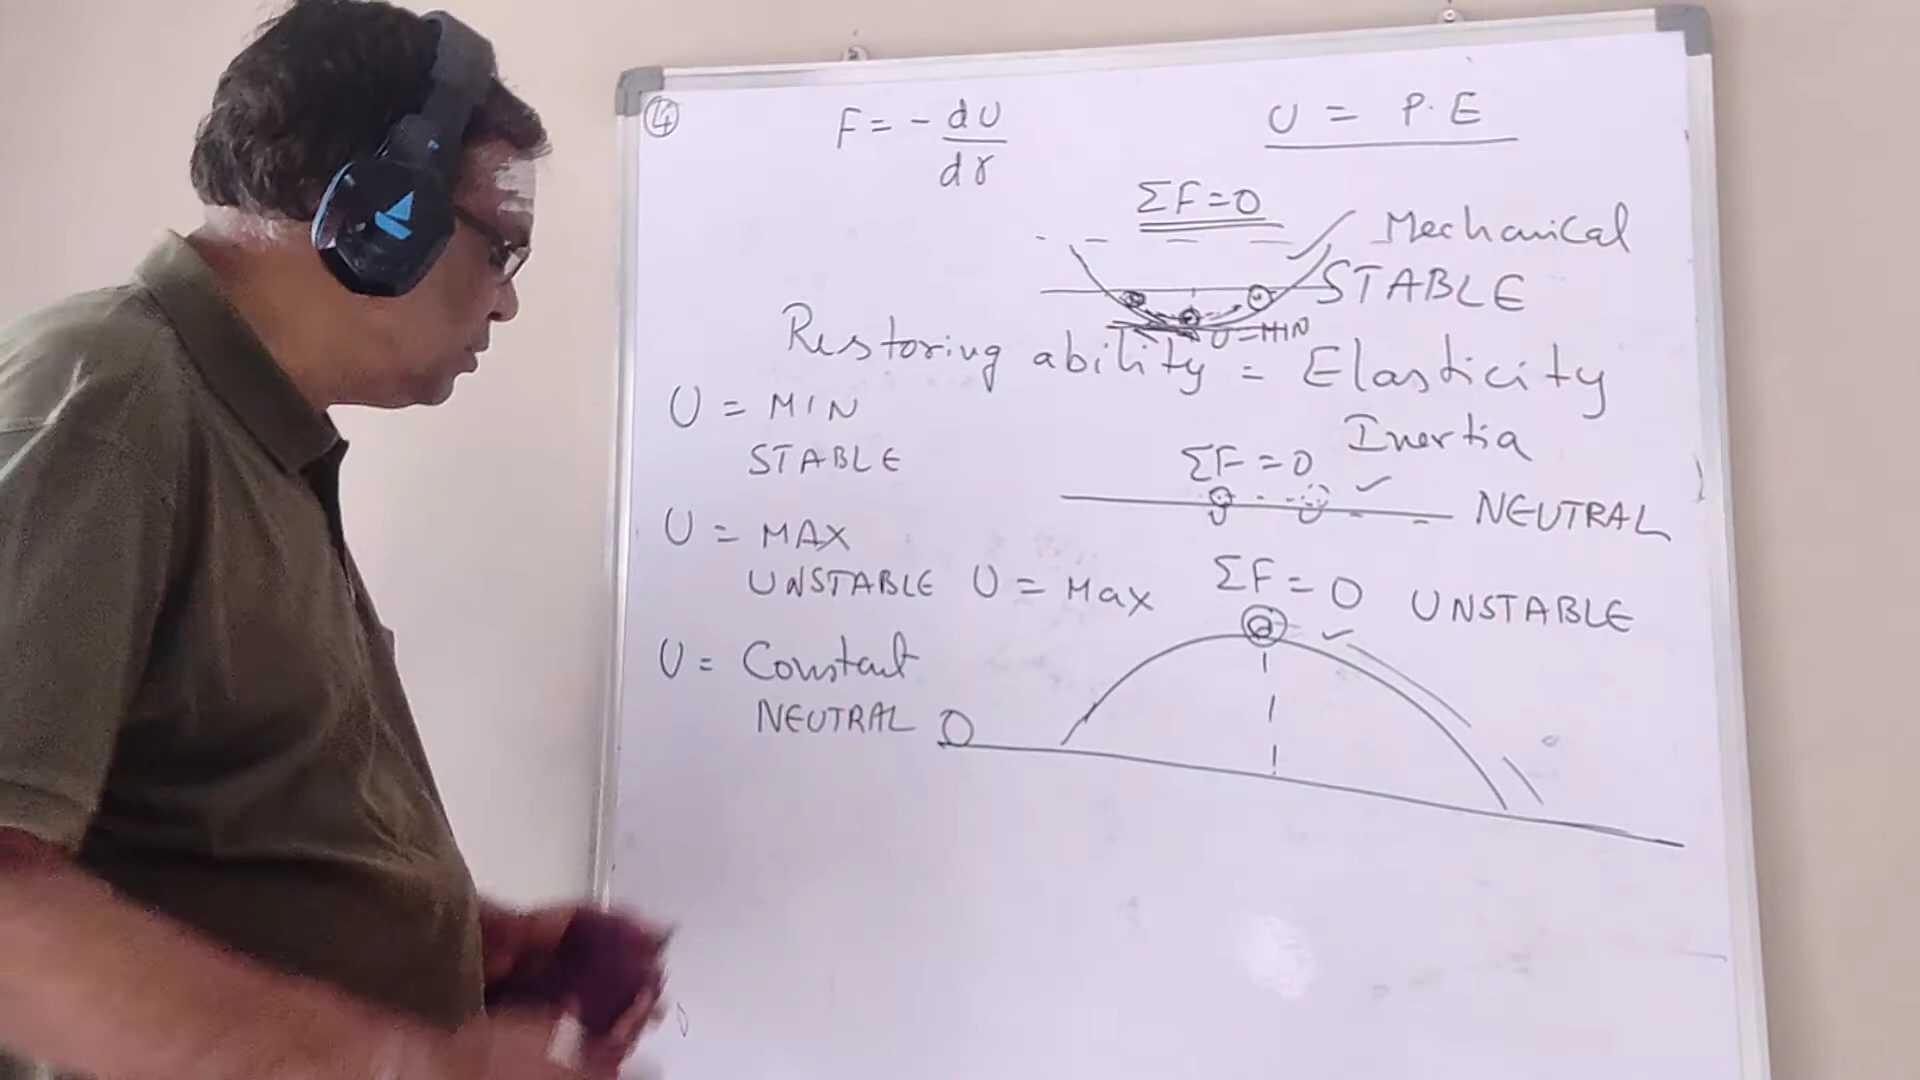 ④
F = - dU/dr
U = P.E
ΣF=0
Mechanical
STABLE
U=MIN
Restoring ability = Elasticity
Inertia
U = MIN
STABLE
ΣF = 0
NEUTRAL
U U
U = MAX
UNSTABLE
U = Max
ΣF = 0
UNSTABLE
U = Constant
NEUTRAL